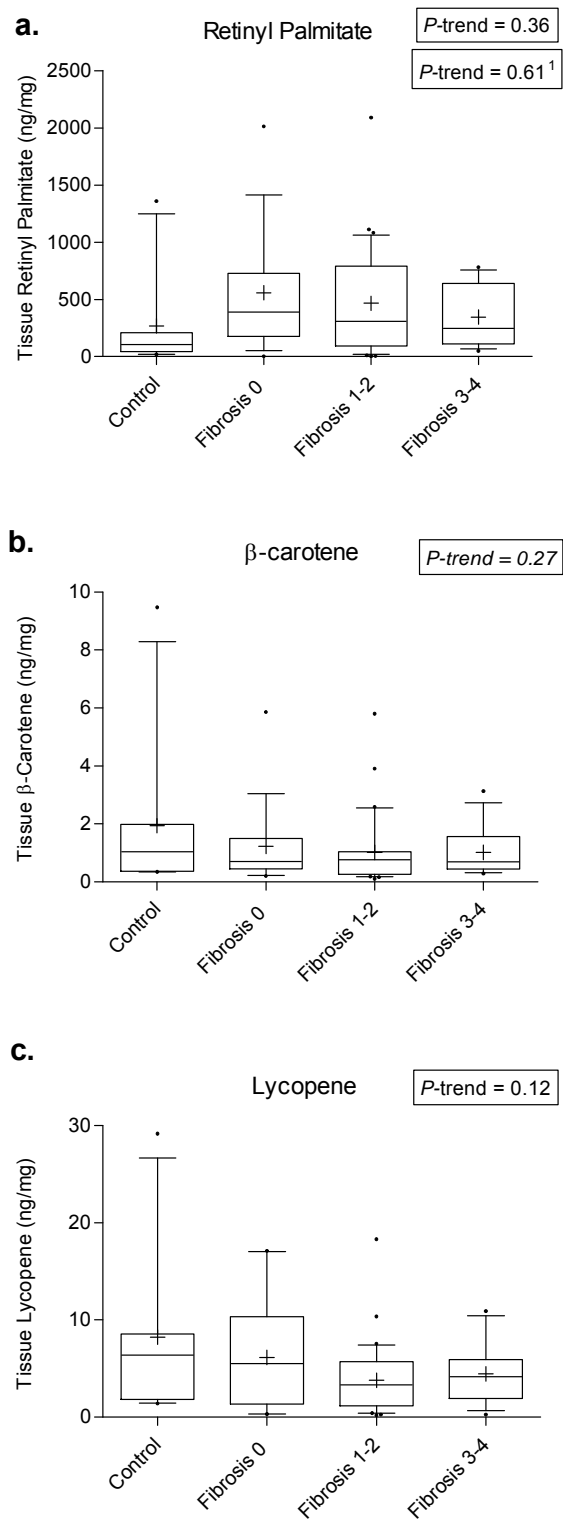 a.
Retinyl Palmitate
P-trend = 0.36
P-trend = 0.61¹
Tissue Retinyl Palmitate (ng/mg)
2500
2000
1500
1000
500
0
Control
Fibrosis 0
Fibrosis 1-2
Fibrosis 3-4
b.
β-carotene
P-trend = 0.27
Tissue β-Carotene (ng/mg)
10
8
6
4
2
0
Control
Fibrosis 0
Fibrosis 1-2
Fibrosis 3-4
c.
Lycopene
P-trend = 0.12
Tissue Lycopene (ng/mg)
30
20
10
0
Control
Fibrosis 0
Fibrosis 1-2
Fibrosis 3-4